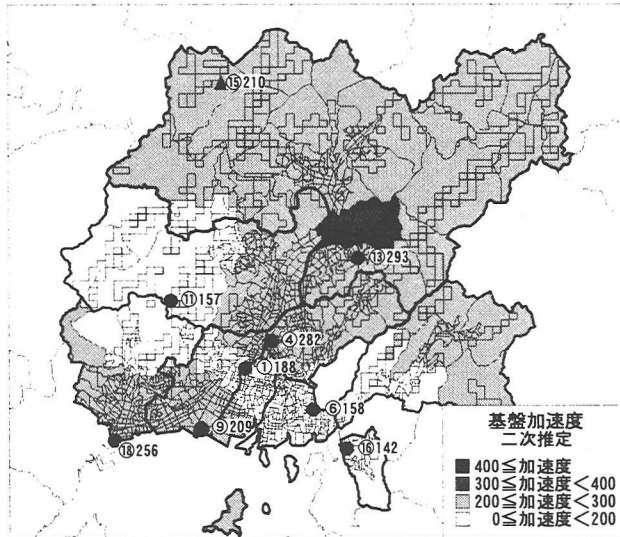 ⑮210
⑬293
⑪157
④282
①188
⑥158
⑨209
⑯142
⑱256
基盤加速度
二次推定
400≦加速度
300≦加速度<400
200≦加速度<300
0≦加速度<200